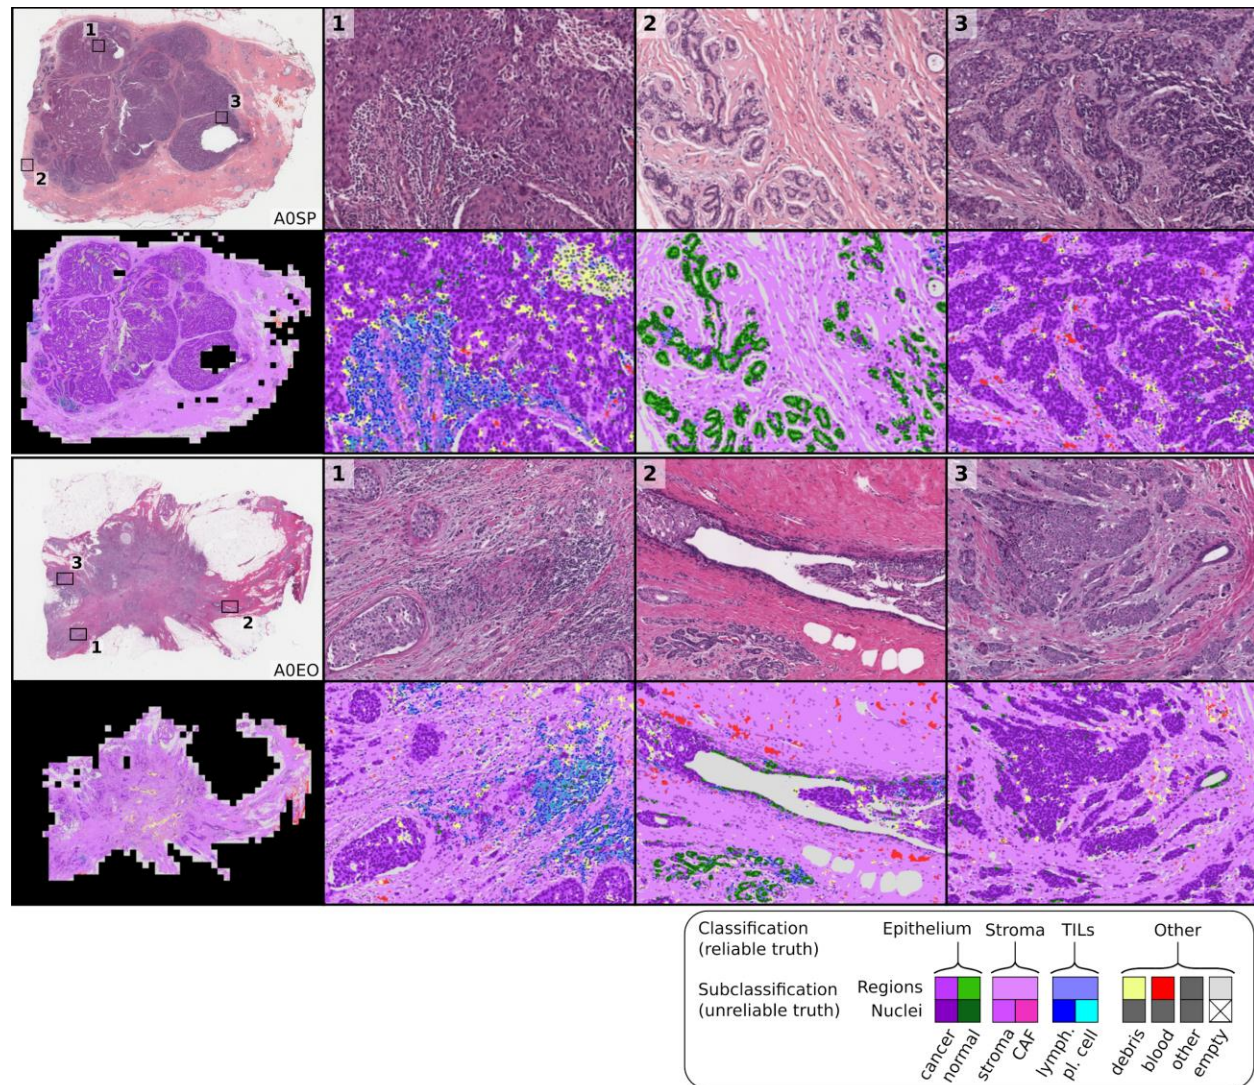 1
1
2
3
3
2
A0SP
1
2
3
3
2
1
A0EO
Classification
(reliable truth)
Epithelium
Stroma
TILs
Other
Subclassification
(unreliable truth)
Regions
Nuclei
cancer
normal
stroma
CAF
lymph.
pl. cell
debris
blood
other
empty